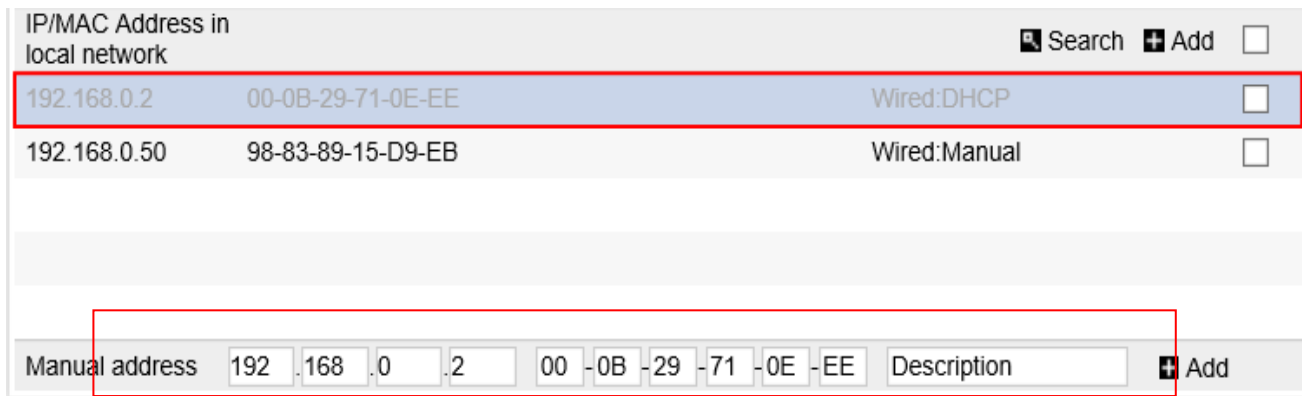 IP/MAC Address in
local network
Search Add
192.168.0.2 00-0B-29-71-0E-EE Wired:DHCP
192.168.0.50 98-83-89-15-D9-EB Wired:Manual
Manual address 192 .168 .0 .2 00 -0B -29 -71 -0E -EE Description Add